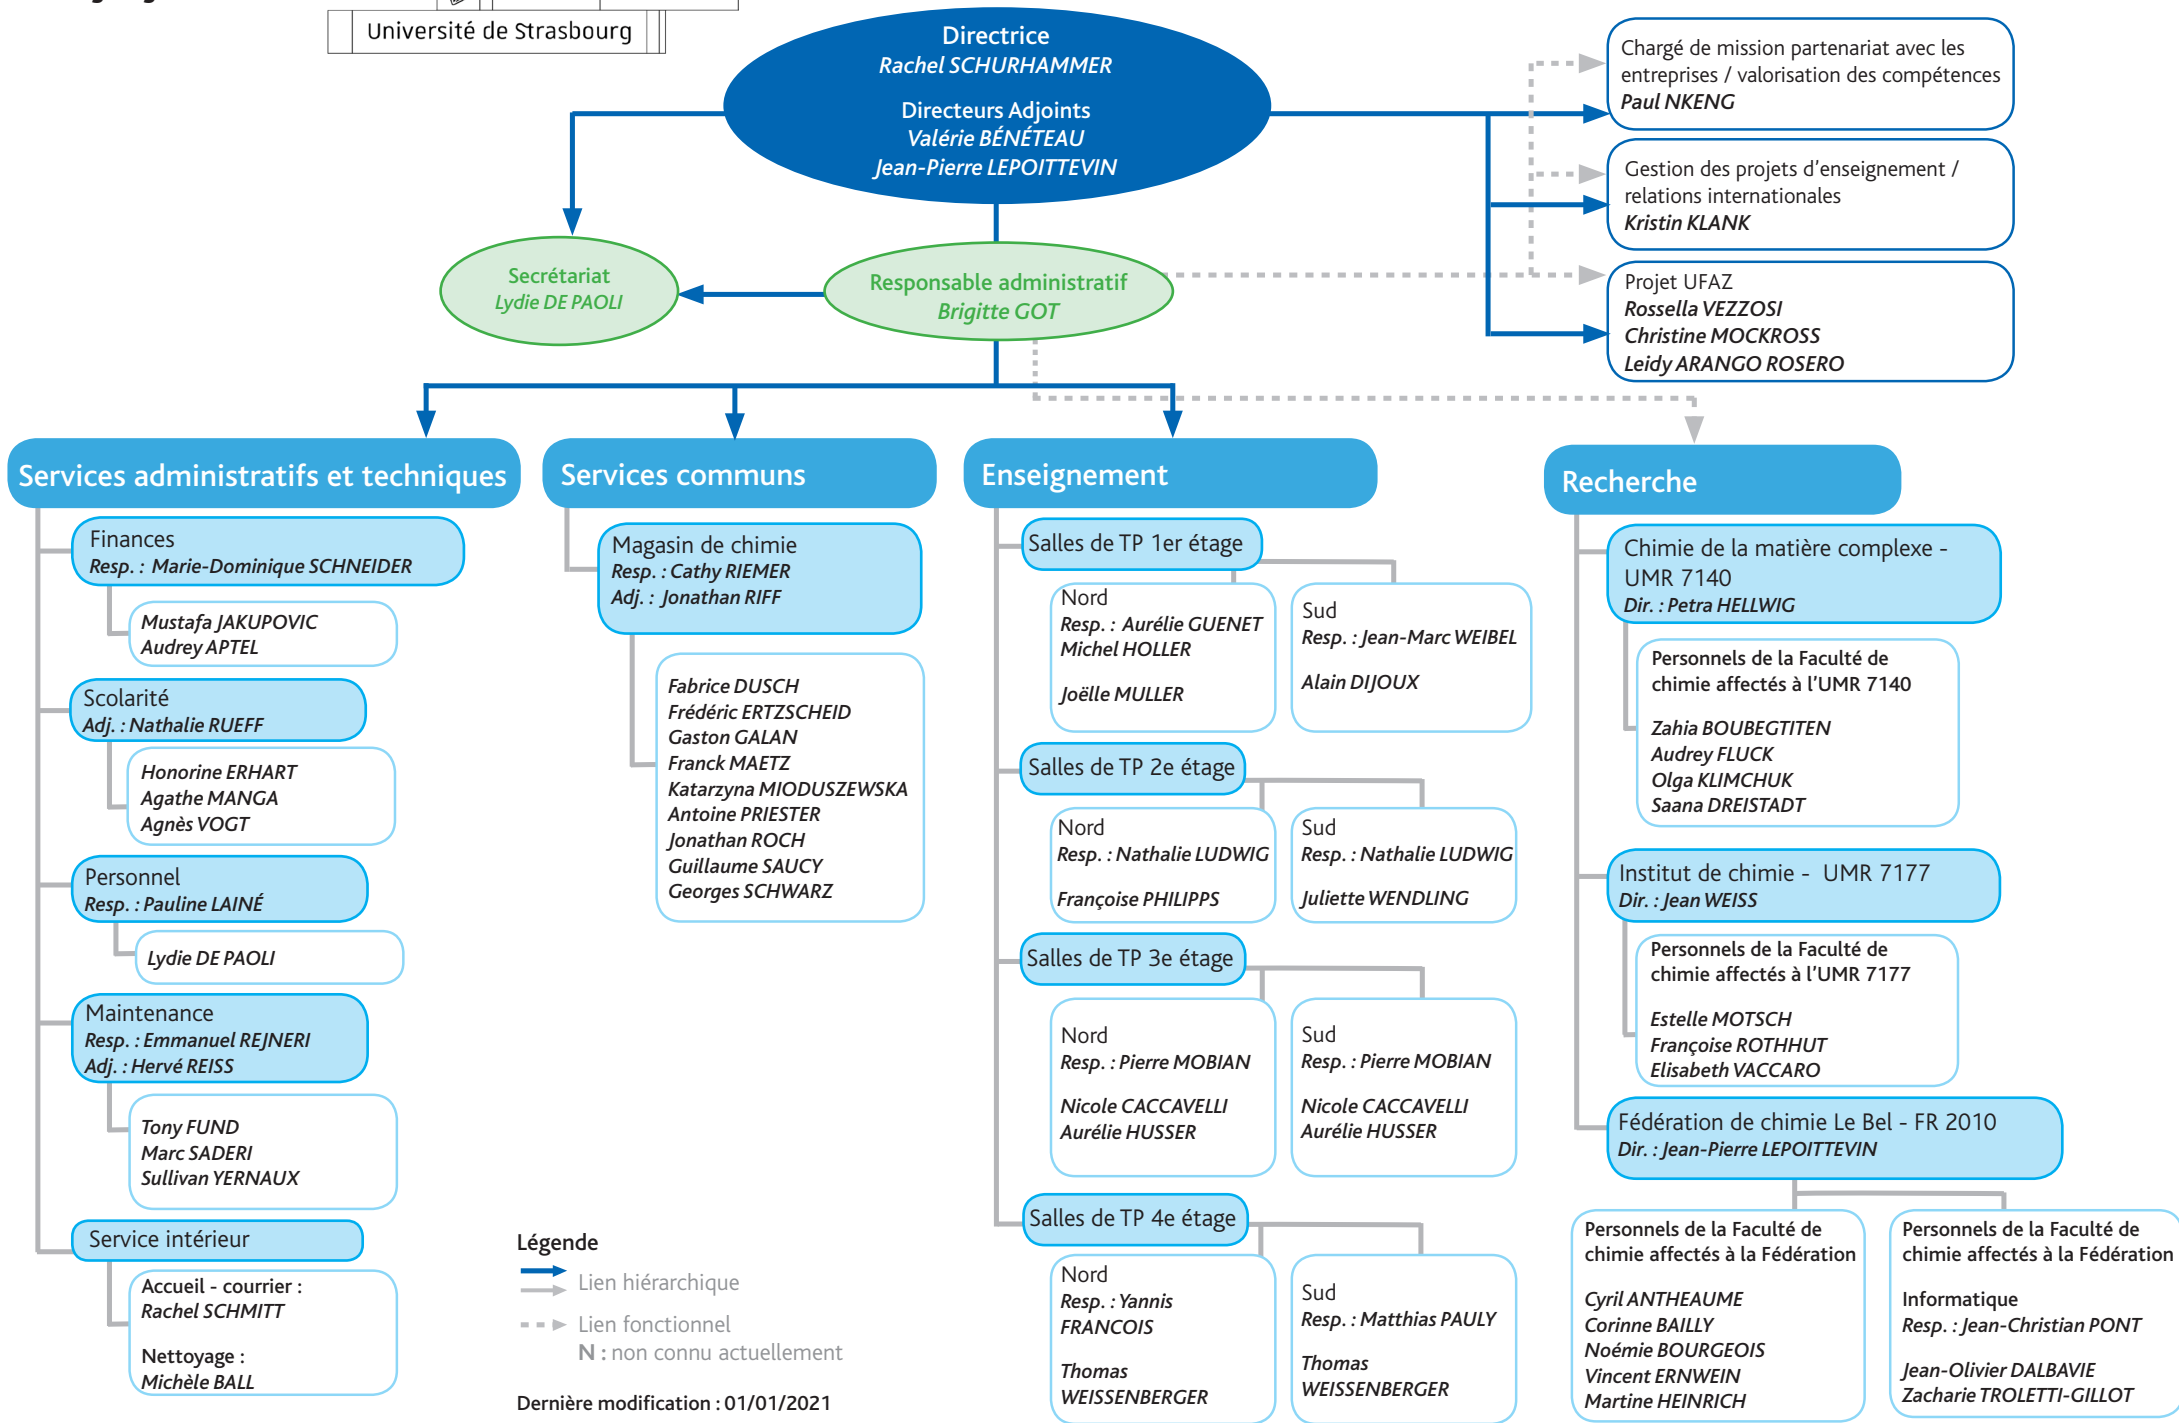 Université de Strasbourg
Directrice
Rachel SCHURHAMMER
Directeurs Adjoints
Valérie BÉNÉTEAU
Jean-Pierre LEPOITTEVIN
Chargé de mission partenariat avec les
entreprises / valorisation des compétences
Paul NKENG
Gestion des projets d'enseignement /
relations internationales
Kristin KLANK
Projet UFAZ
Rossella VEZZOSI
Christine MOCKROSS
Leidy ARANGO ROSERO
Secrétariat
Lydie DE PAOLI
Responsable administratif
Brigitte GOT
Services administratifs et techniques
Finances
Resp. : Marie-Dominique SCHNEIDER
Mustafa JAKUPOVIC
Audrey APTEL
Scolarité
Adj. : Nathalie RUEFF
Honorine ERHART
Agathe MANGA
Agnès VOGT
Personnel
Resp. : Pauline LAINÉ
Lydie DE PAOLI
Maintenance
Resp. : Emmanuel REJNERI
Adj. : Hervé REISS
Tony FUND
Marc SADERI
Sullivan YERNAUX
Service intérieur
Accueil - courrier :
Rachel SCHMITT
Nettoyage :
Michèle BALL
Services communs
Magasin de chimie
Resp. : Cathy RIEMER
Adj. : Jonathan RIFF
Fabrice DUSCH
Frédéric ERTZSCHEID
Gaston GALAN
Franck MAETZ
Katarzyna MIODUSZEWSKA
Antoine PRIESTER
Jonathan ROCH
Guillaume SAUCY
Georges SCHWARZ
Enseignement
Salles de TP 1er étage
Nord
Resp. : Aurélie GUENET
Michel HOLLER
Joëlle MULLER
Sud
Resp. : Jean-Marc WEIBEL
Alain DIJOUX
Salles de TP 2e étage
Nord
Resp. : Nathalie LUDWIG
Françoise PHILIPPS
Sud
Resp. : Nathalie LUDWIG
Juliette WENDLING
Salles de TP 3e étage
Nord
Resp. : Pierre MOBIAN
Nicole CACCAVELLI
Aurélie HUSSER
Sud
Resp. : Pierre MOBIAN
Nicole CACCAVELLI
Aurélie HUSSER
Salles de TP 4e étage
Nord
Resp. : Yannis
FRANCOIS
Thomas
WEISSENBERGER
Sud
Resp. : Matthias PAULY
Thomas
WEISSENBERGER
Recherche
Chimie de la matière complexe -
UMR 7140
Dir. : Petra HELLWIG
Personnels de la Faculté de
chimie affectés à l'UMR 7140
Zahia BOUBEGTITEN
Audrey FLUCK
Olga KLIMCHUK
Saana DREISTADT
Institut de chimie - UMR 7177
Dir. : Jean WEISS
Personnels de la Faculté de
chimie affectés à l'UMR 7177
Estelle MOTSCH
Françoise ROTHHUT
Elisabeth VACCARO
Fédération de chimie Le Bel - FR 2010
Dir. : Jean-Pierre LEPOITTEVIN
Personnels de la Faculté de
chimie affectés à la Fédération
Cyril ANTHEAUME
Corinne BAILLY
Noémie BOURGEOIS
Vincent ERNWEIN
Martine HEINRICH
Personnels de la Faculté de
chimie affectés à la Fédération
Informatique
Resp. : Jean-Christian PONT
Jean-Olivier DALBAVIE
Zacharie TROLETTI-GILLOT
Légende
Lien hiérarchique
Lien fonctionnel
N : non connu actuellement
Dernière modification : 01/01/2021